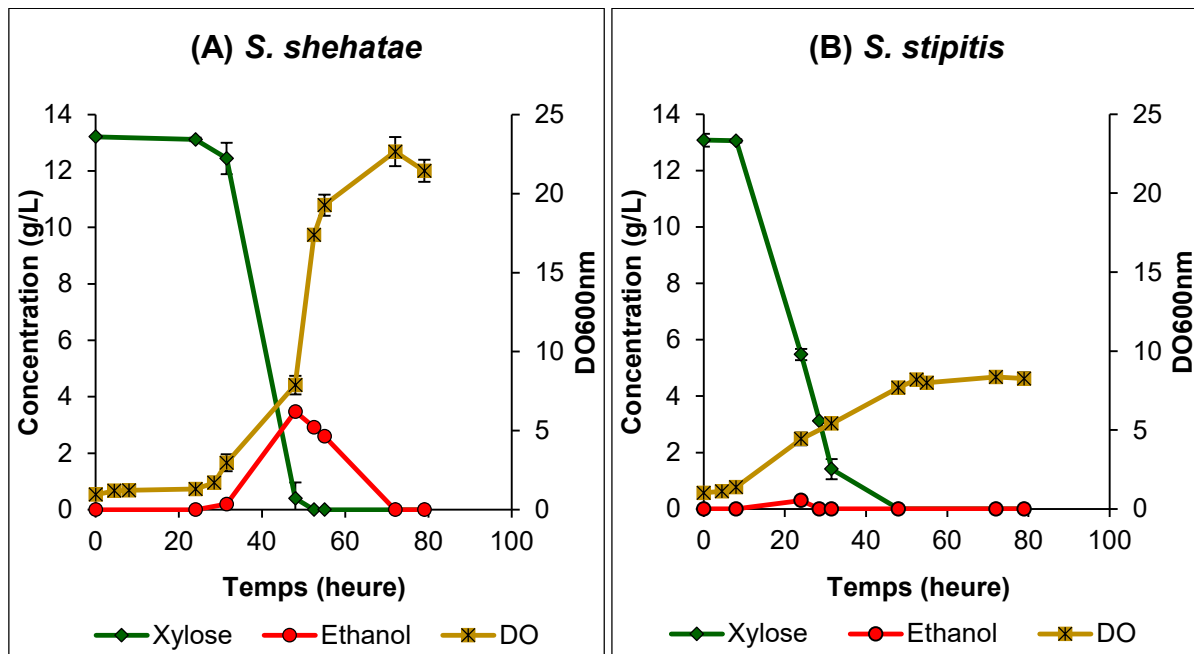 (A) S. shehatae
14
12
10
8
6
4
2
0
25
20
15
10
5
0
0 20 40 60 80 100
Concentration (g/L)
DO600nm
Temps (heure)
Xylose Ethanol DO
(B) S. stipitis
14
12
10
8
6
4
2
0
25
20
15
10
5
0
0 20 40 60 80 100
Concentration (g/L)
DO600nm
Temps (heure)
Xylose Ethanol DO